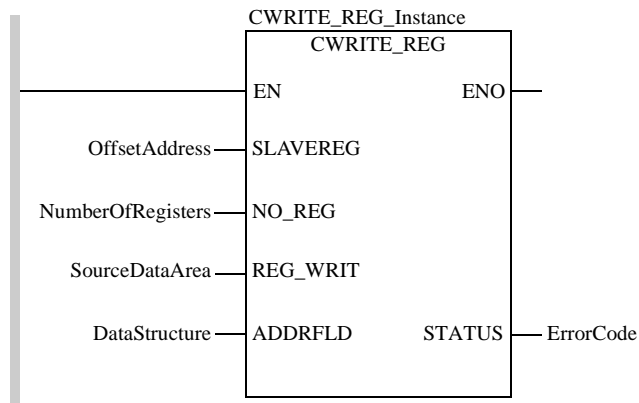 CWRITE_REG_Instance
CWRITE_REG
EN ENO
OffsetAddress SLAVEREG
NumberOfRegisters NO_REG
SourceDataArea REG_WRIT
DataStructure ADDRFLD STATUS ErrorCode